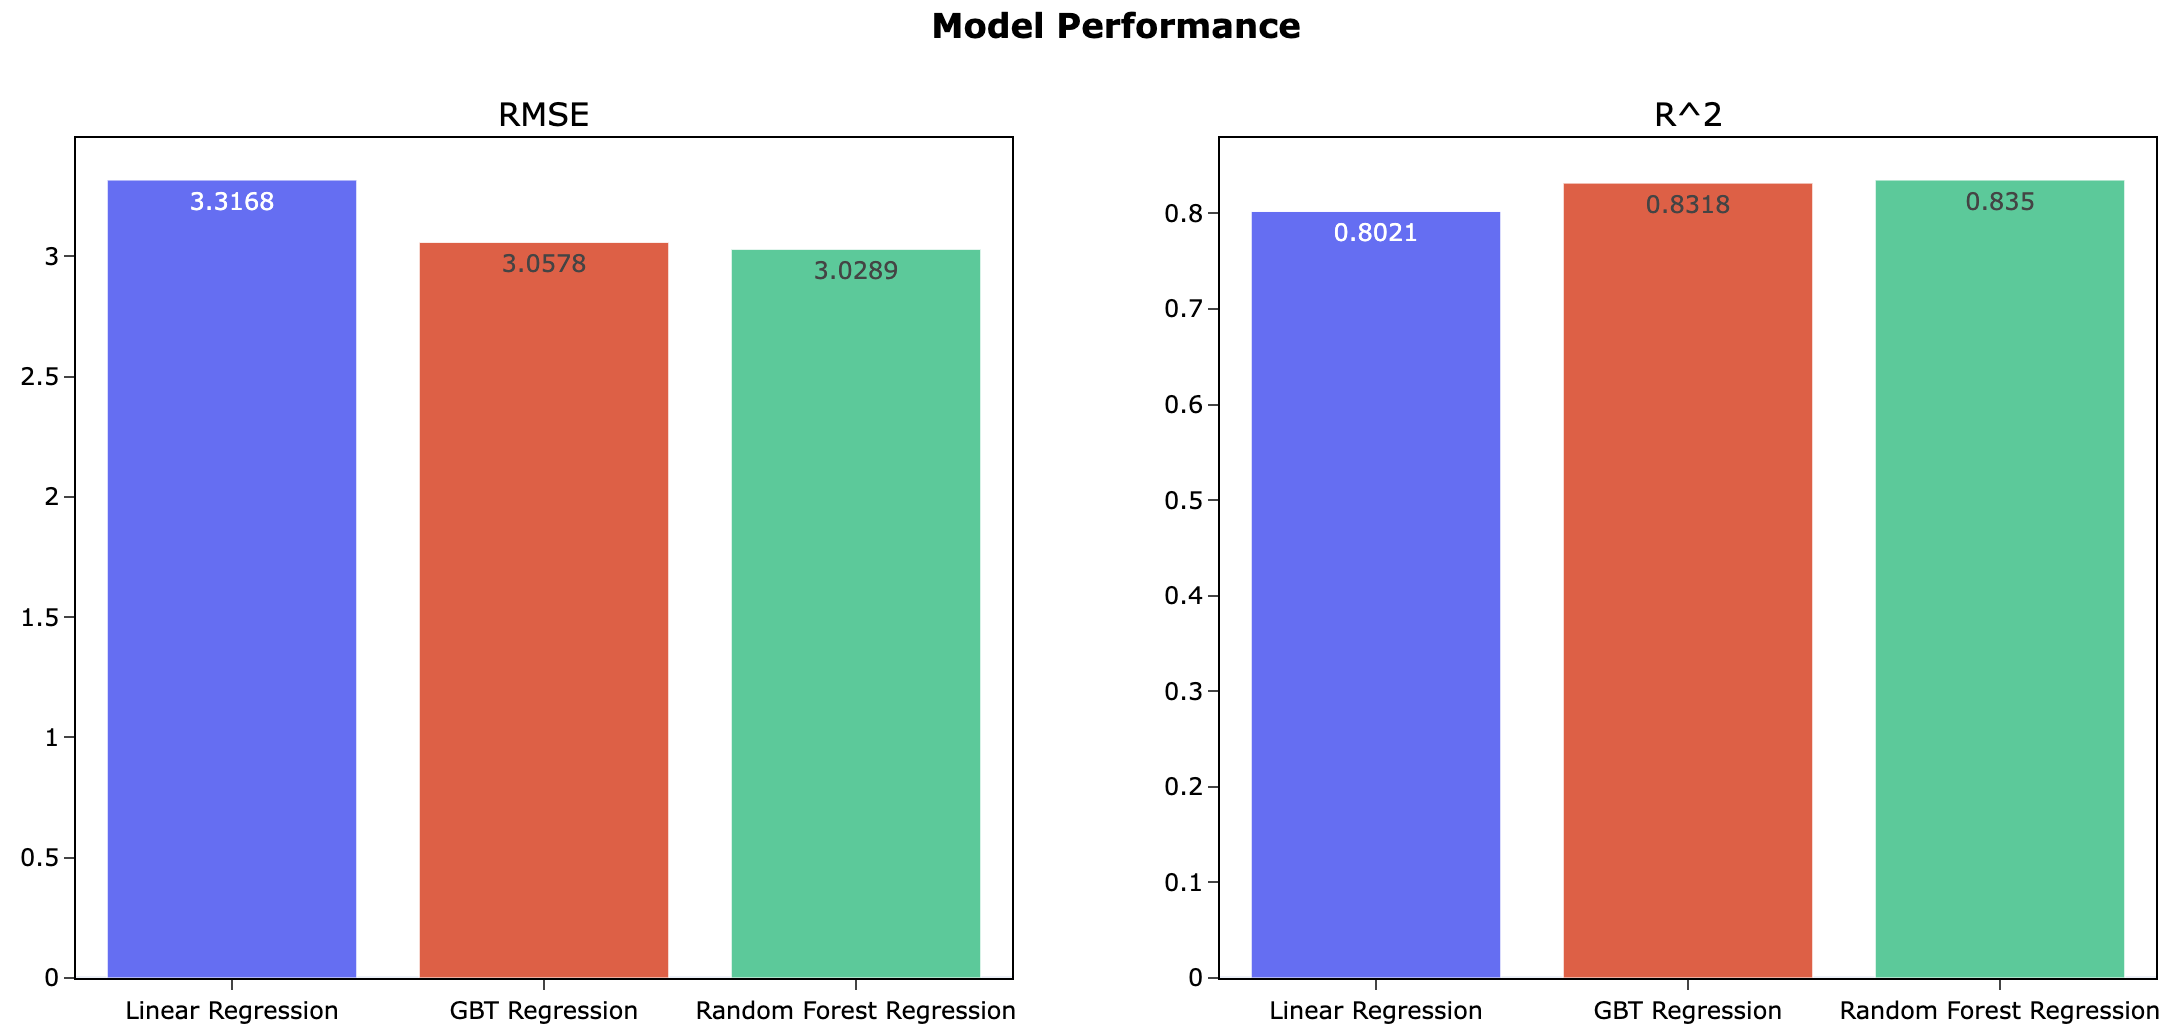 Model Performance
RMSE
3.3168
3.0578
3.0289
3
2.5
2
1.5
1
0.5
0
Linear Regression
GBT Regression
Random Forest Regression
R^2
0.8021
0.8318
0.835
0.8
0.7
0.6
0.5
0.4
0.3
0.2
0.1
0
Linear Regression
GBT Regression
Random Forest Regression